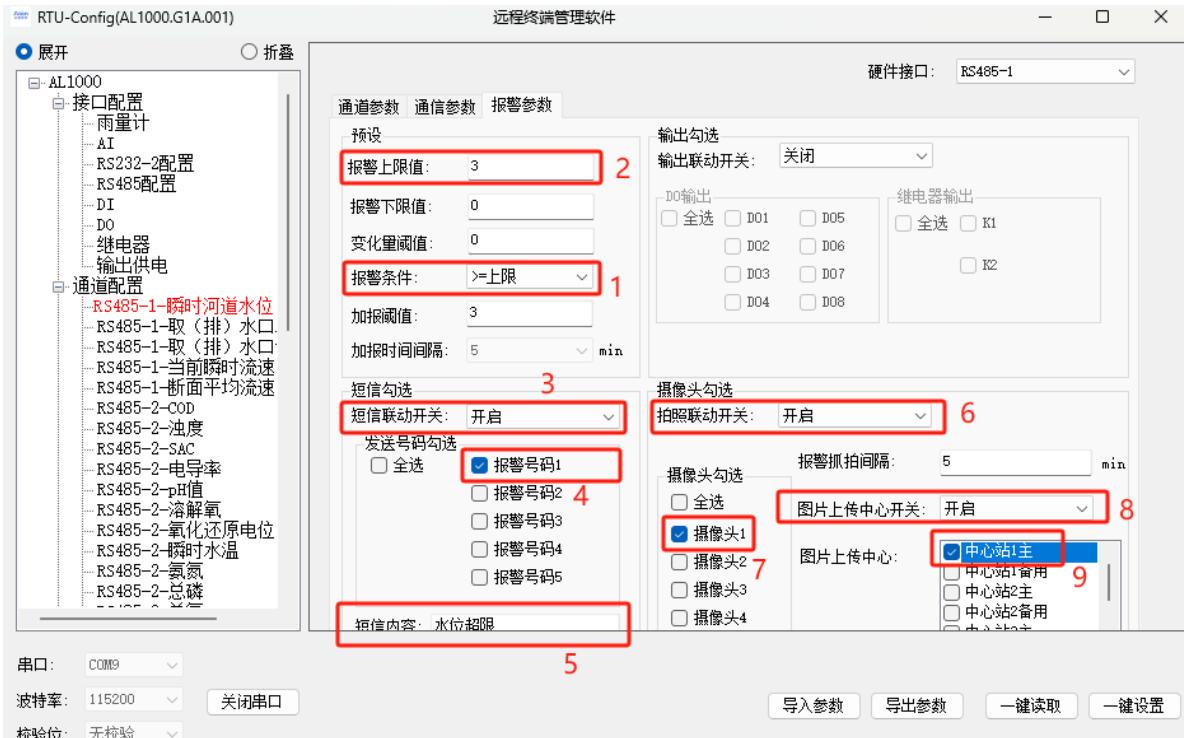 RTU-Config(AL1000.G1A.001)
远程终端管理软件
展开
折叠
AL1000
接口配置
雨量计
AI
RS232-2配置
RS485配置
DI
DO
继电器
输出供电
通道配置
RS485-1-瞬时河道水位
RS485-1-取（排）水口
RS485-1-取（排）水口
RS485-1-当前瞬时流速
RS485-1-断面平均流速
RS485-2-COD
RS485-2-浊度
RS485-2-SAC
RS485-2-电导率
RS485-2-pH值
RS485-2-溶解氧
RS485-2-氧化还原电位
RS485-2-瞬时水温
RS485-2-氨氮
RS485-2-总磷
硬件接口： RS485-1
通道参数 通信参数 报警参数
预设
报警上限值： 3
2
报警下限值： 0
变化量阈值： 0
报警条件： >=上限
1
加报阈值： 3
加报时间间隔： 5 min
输出勾选
输出联动开关： 关闭
DO输出
全选 DO1 DO5
DO2 DO6
DO3 DO7
DO4 DO8
继电器输出
全选 K1
K2
3
短信勾选
短信联动开关： 开启
发送号码勾选
全选 报警号码1
报警号码2 4
报警号码3
报警号码4
报警号码5
短信内容： 水位超限
5
摄像头勾选
拍照联动开关： 开启
6
报警抓拍间隔： 5 min
摄像头勾选
全选
摄像头1
摄像头2 7
摄像头3
摄像头4
图片上传中心开关： 开启
8
图片上传中心：
中心站1主
中心站1备用
9
中心站2主
中心站2备用
串口： COM9
波特率： 115200 关闭串口
校验位： 无校验
导入参数 导出参数 一键读取 一键设置